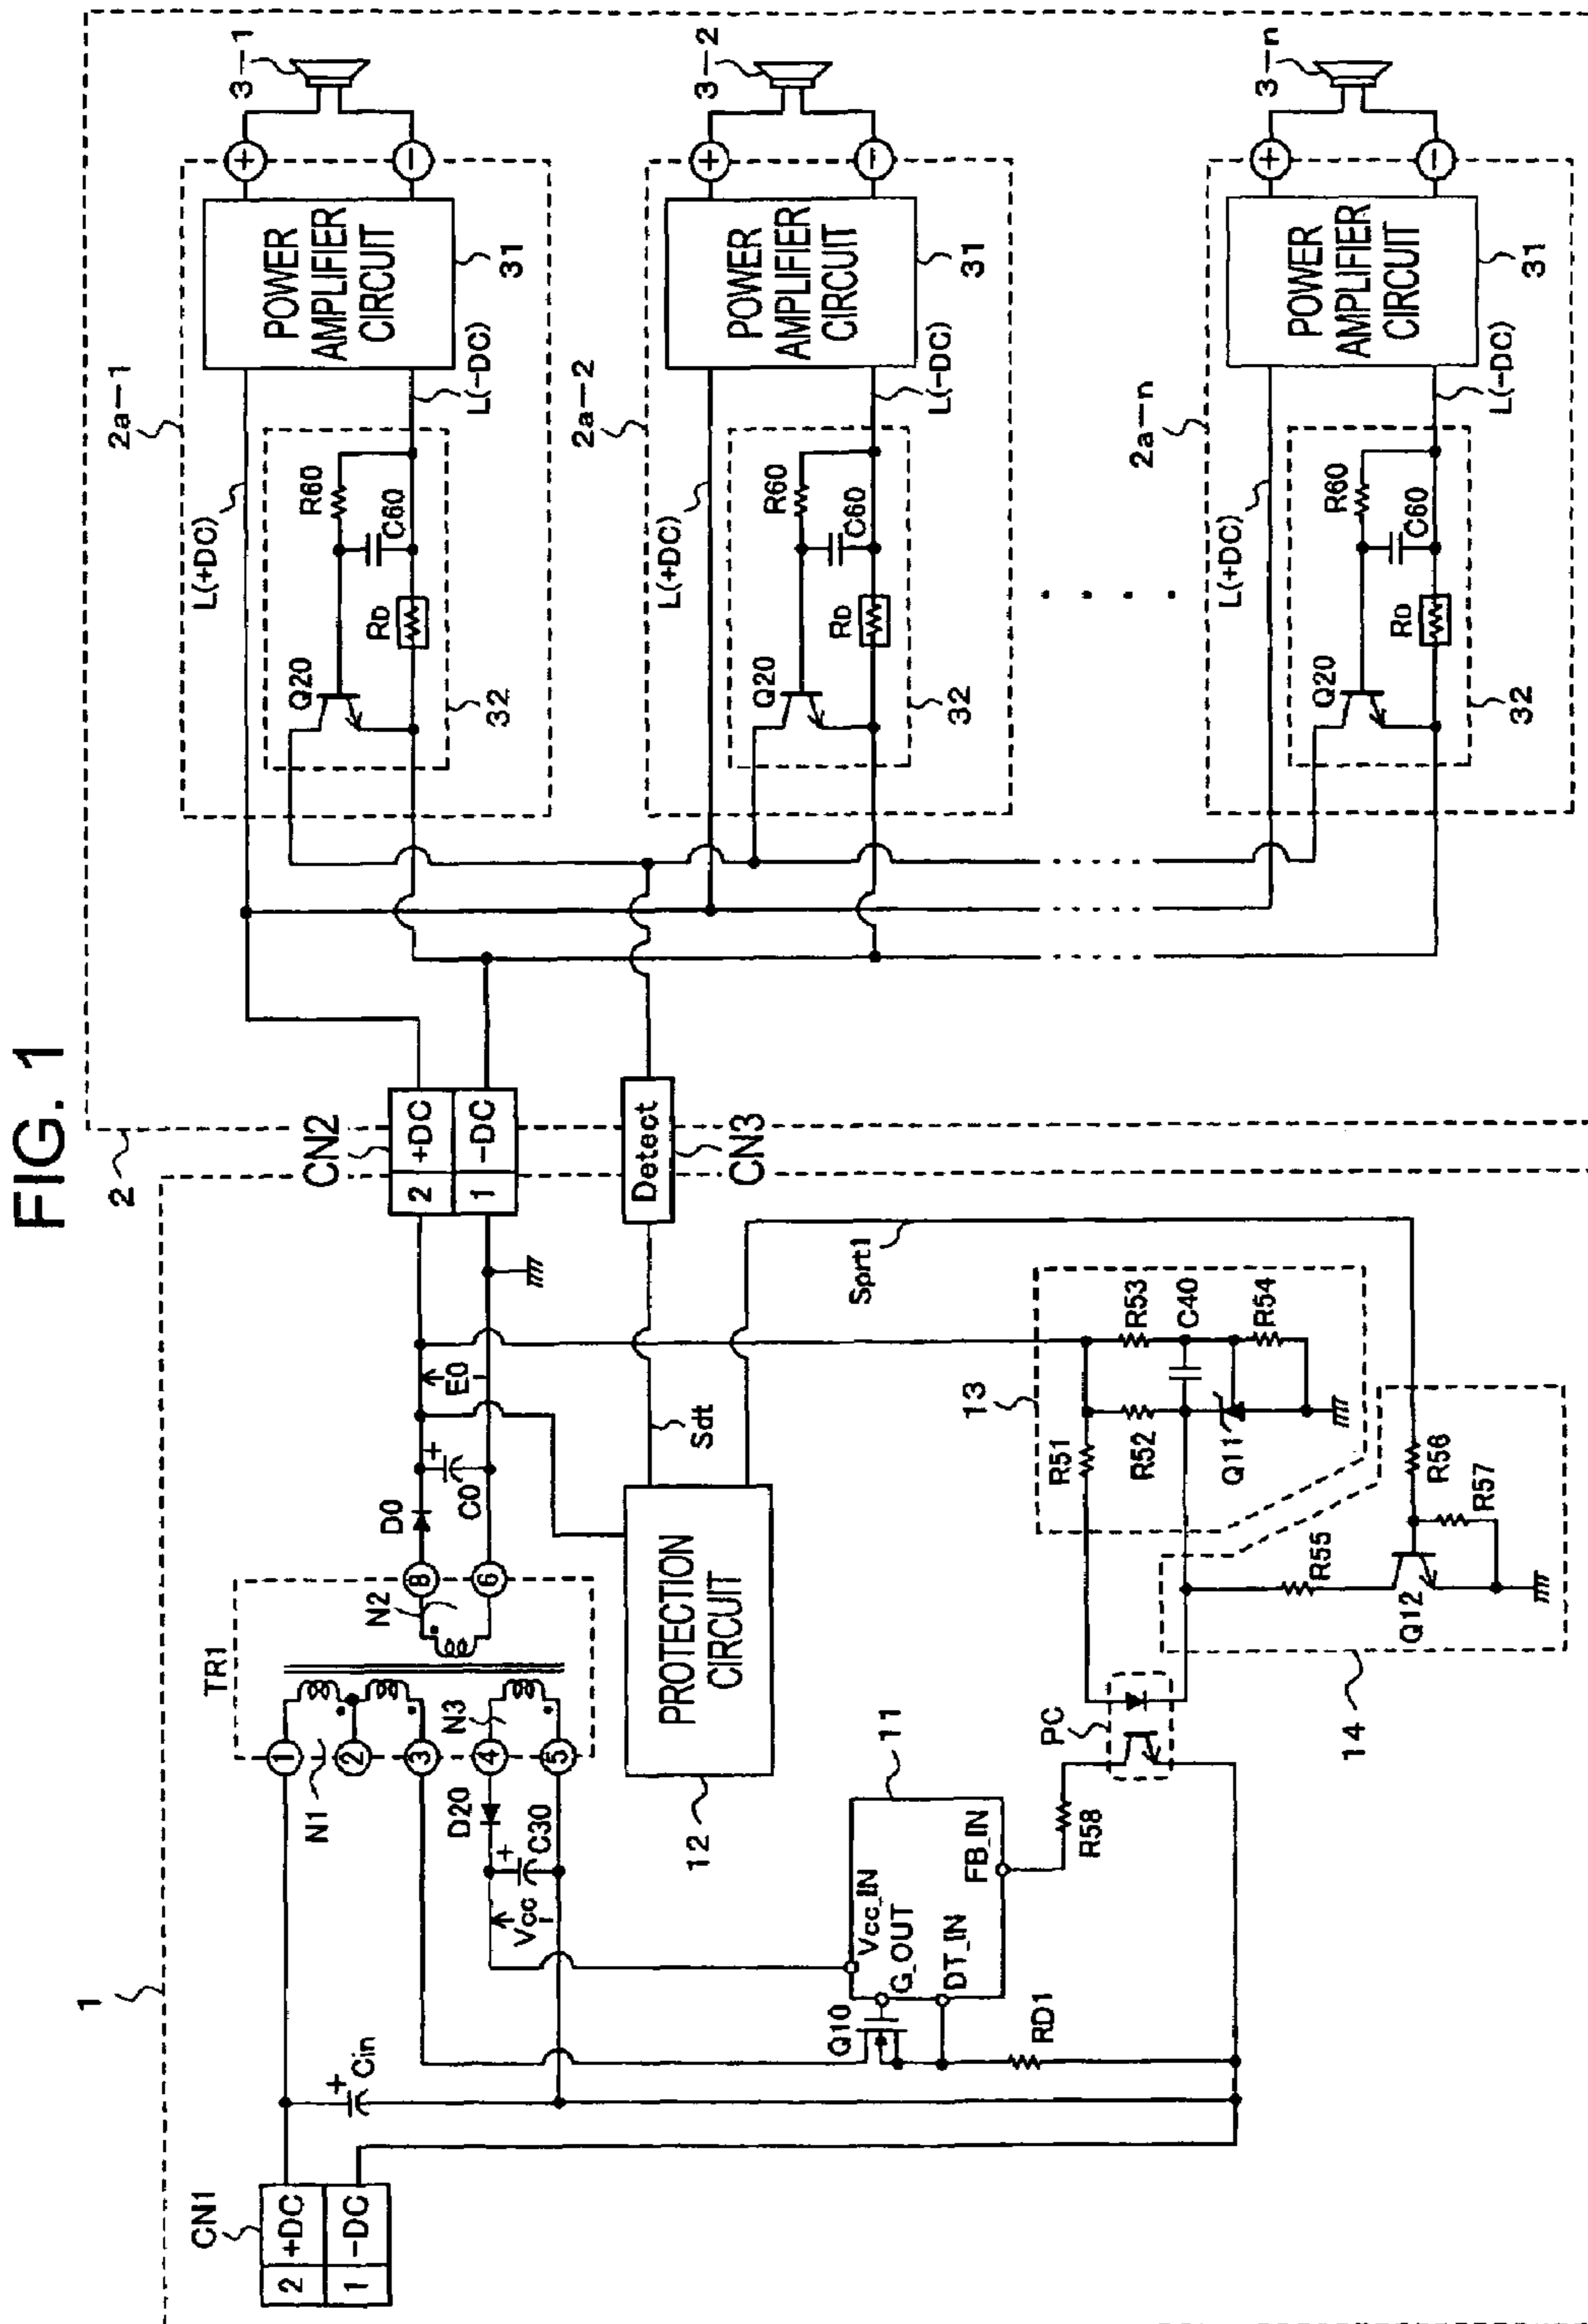 FIG. 1
1
2
CN1
2 +DC
1 -DC
+
Cin
TR1
N1
1
2
3
4
5
N3
N2
8
6
D0
+
C0
E0
D20
+
C30
Vcc
PROTECTION
CIRCUIT
12
Sdt
Sprt1
CN2
2 +DC
1 -DC
Detect
CN3
Vcc_IN
G_OUT
DT_IN
FB_IN
11
Q10
RD1
R58
PC
13
R51
R52
R53
C40
R54
Q11
14
R55
R56
R57
Q12
2a-1
L(+DC)
R60
C60
RD
Q20
32
L(-DC)
POWER
AMPLIFIER
CIRCUIT
31
+
-
3-1
2a-2
L(+DC)
R60
C60
RD
Q20
32
L(-DC)
POWER
AMPLIFIER
CIRCUIT
31
+
-
3-2
2a-n
L(+DC)
R60
C60
RD
Q20
32
L(-DC)
POWER
AMPLIFIER
CIRCUIT
31
+
-
3-n